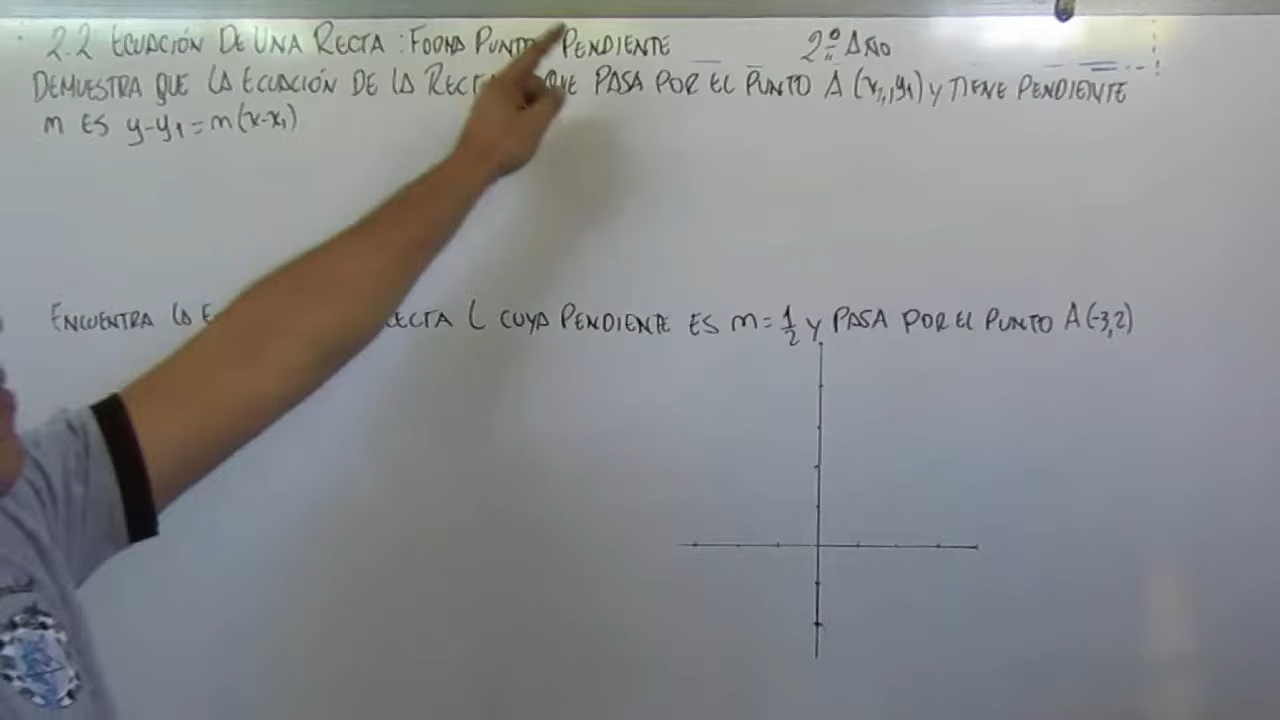 2.2 ECUACIÓN DE UNA RECTA: FORMA PUNTO PENDIENTE 2º AÑO
DEMUESTRA QUE LA ECUACIÓN DE LA RECTA QUE PASA POR EL PUNTO A (x₁, y₁) y TIENE PENDIENTE
m ES y-y₁=m(x-x₁)
ENCUENTRA LA RECTA L CUYA PENDIENTE ES m=1/2 y PASA POR EL PUNTO A(-3,2)